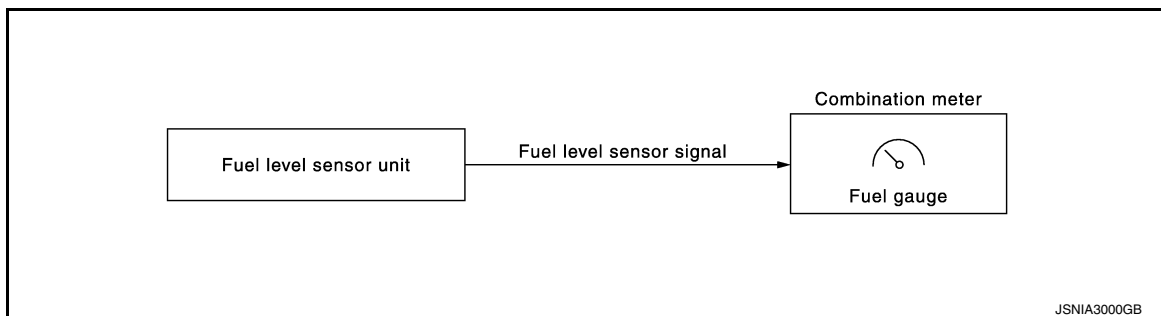 Combination meter
Fuel level sensor unit
Fuel level sensor signal
Fuel gauge
JSNIA3000GB